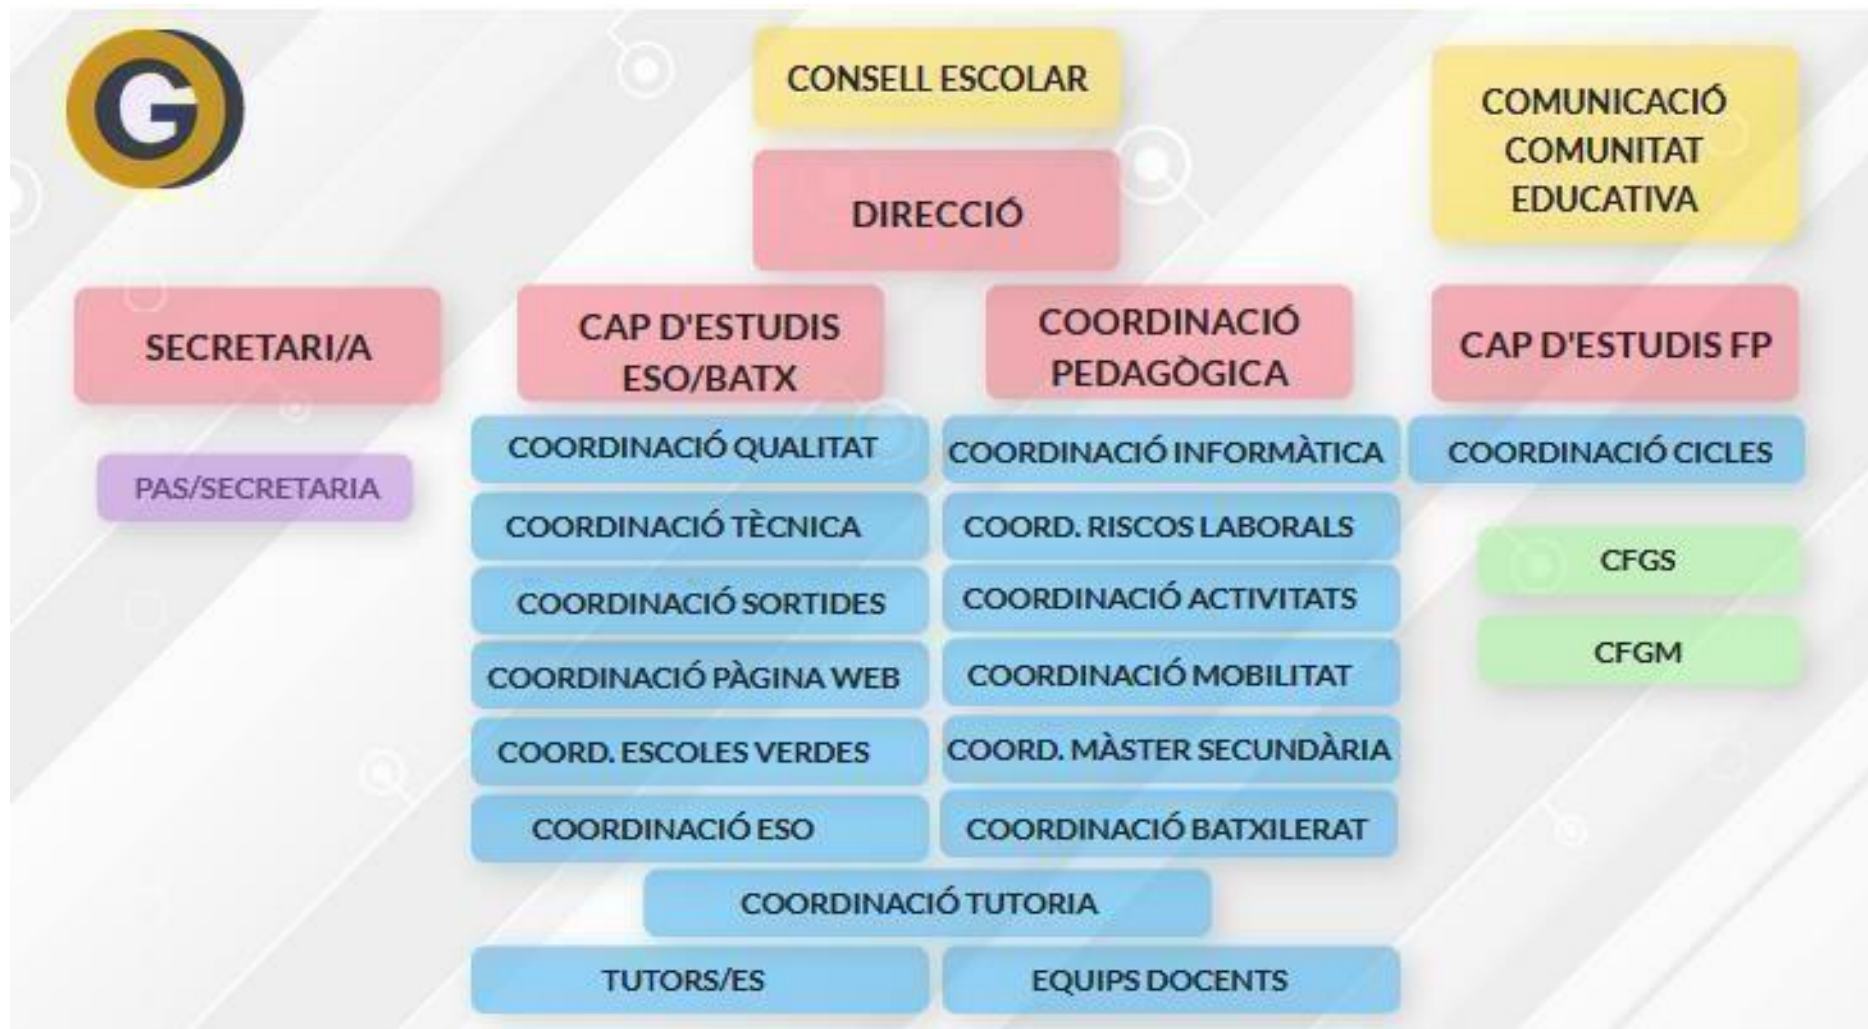 G
CONSELL ESCOLAR
COMUNICACIÓ
COMUNITAT
EDUCATIVA
DIRECCIÓ
SECRETARI/A
CAP D'ESTUDIS
ESO/BATX
COORDINACIÓ
PEDAGÒGICA
CAP D'ESTUDIS FP
PAS/SECRETARIA
COORDINACIÓ QUALITAT
COORDINACIÓ INFORMÀTICA
COORDINACIÓ CICLES
COORDINACIÓ TÈCNICA
COORD. RISCOS LABORALS
CFGS
COORDINACIÓ SORTIDES
COORDINACIÓ ACTIVITATS
CFGM
COORDINACIÓ PÀGINA WEB
COORDINACIÓ MOBILITAT
COORD. ESCOLES VERDES
COORD. MÀSTER SECUNDÀRIA
COORDINACIÓ ESO
COORDINACIÓ BATXILERAT
COORDINACIÓ TUTORIA
TUTORS/ES
EQUIPS DOCENTS